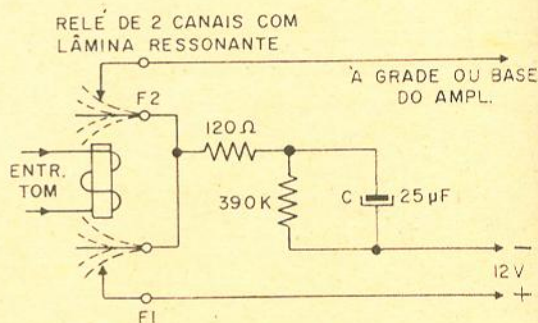 RELÉ DE 2 CANAIS COM
LÂMINA RESSONANTE
À GRADE OU BASE
DO AMPL.
F2
120Ω
ENTR.
TOM
390K
C
25µF
–
12V
+
F1